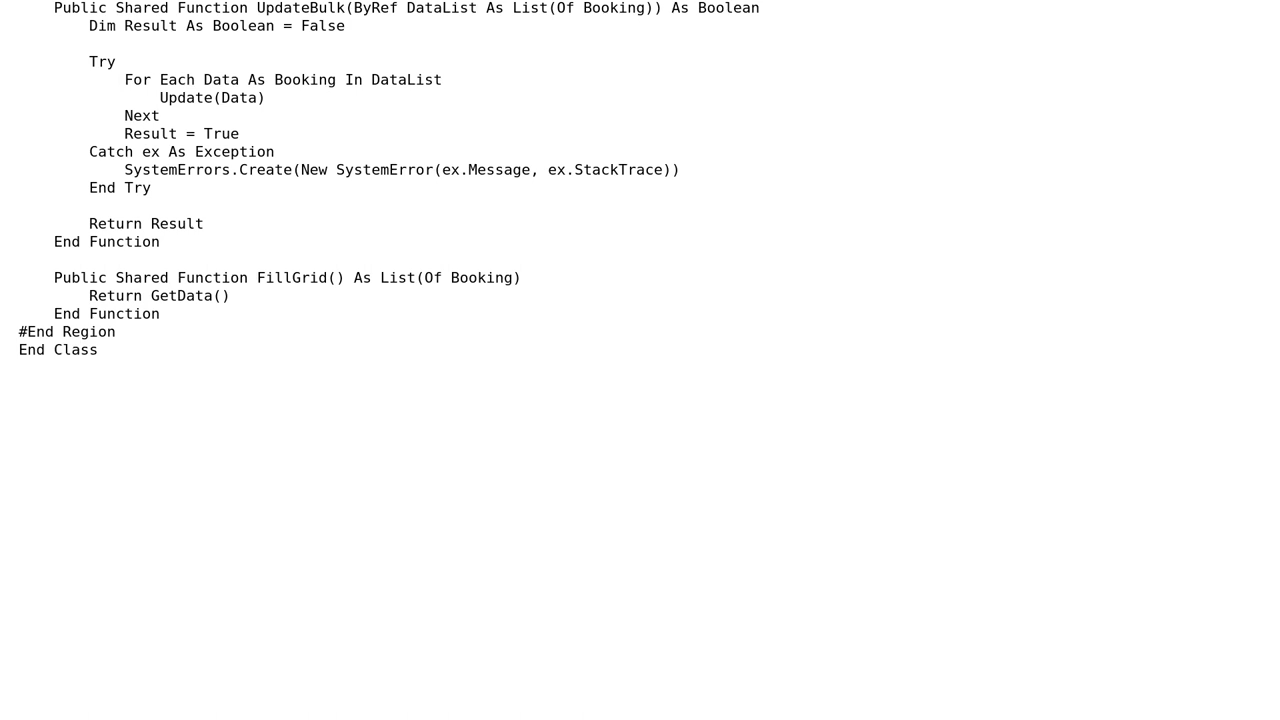 Public Shared Function UpdateBulk(ByRef DataList As List(Of Booking)) As Boolean
        Dim Result As Boolean = False

        Try
            For Each Data As Booking In DataList
                Update(Data)
            Next
            Result = True
        Catch ex As Exception
            SystemErrors.Create(New SystemError(ex.Message, ex.StackTrace))
        End Try

        Return Result
    End Function

    Public Shared Function FillGrid() As List(Of Booking)
        Return GetData()
    End Function
#End Region
End Class